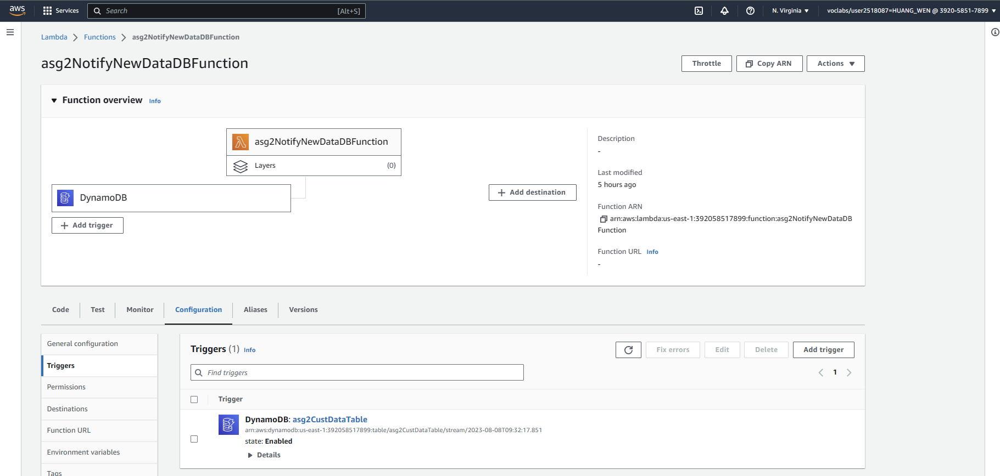 aws
Services
Search
[Alt+S]
N. Virginia
voclabs/user2518087=HUANG_WEN @ 3920-5851-7899
Lambda
Functions
asg2NotifyNewDataDBFunction
asg2NotifyNewDataDBFunction
Throttle
Copy ARN
Actions
Function overview
Info
asg2NotifyNewDataDBFunction
Layers
(0)
DynamoDB
Add trigger
Add destination
Description
-
Last modified
5 hours ago
Function ARN
arn:aws:lambda:us-east-1:392058517899:function:asg2NotifyNewDataDB
Function
Function URL
Info
-
Code
Test
Monitor
Configuration
Aliases
Versions
General configuration
Triggers
Permissions
Destinations
Function URL
Environment variables
Tags
Triggers (1)
Info
Fix errors
Edit
Delete
Add trigger
Find triggers
1
Trigger
DynamoDB: asg2CustDataTable
arn:aws:dynamodb:us-east-1:392058517899:table/asg2CustDataTable/stream/2023-08-08T09:32:17.851
state: Enabled
Details